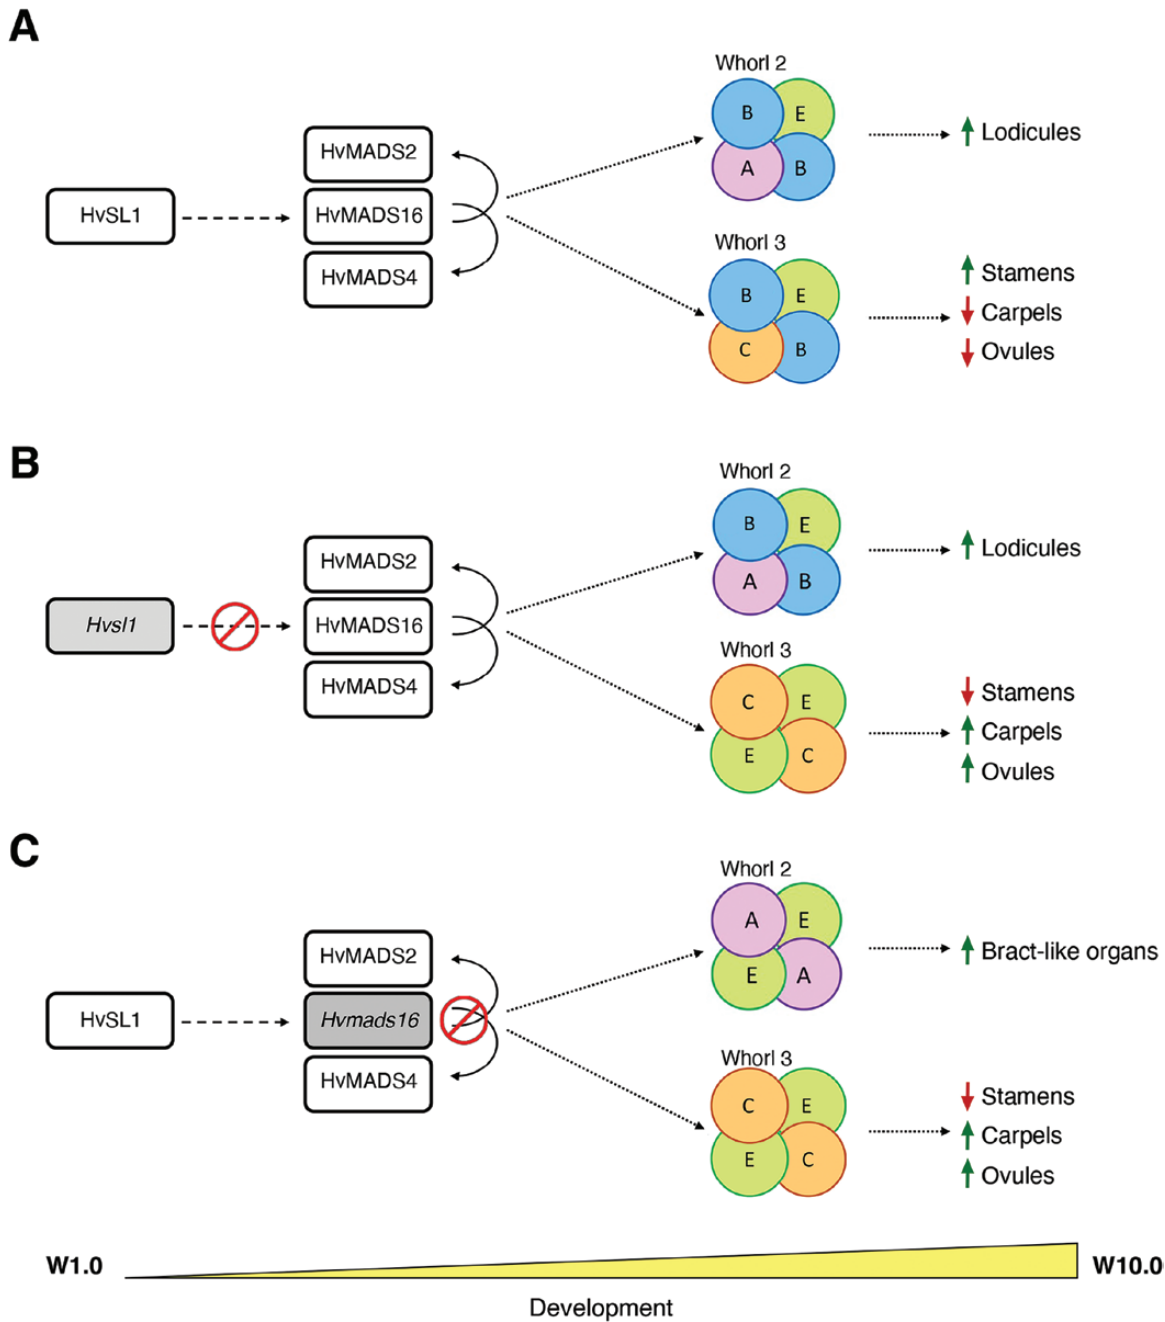 A
Whorl 2
B E
A B
Lodicules
HvSL1
HvMADS2
HvMADS16
HvMADS4
Whorl 3
B E
C B
Stamens
Carpels
Ovules
B
Whorl 2
B E
A B
Lodicules
Hvsl1
HvMADS2
HvMADS16
HvMADS4
Whorl 3
C E
E C
Stamens
Carpels
Ovules
C
Whorl 2
A E
E A
Bract-like organs
HvSL1
HvMADS2
Hvmads16
HvMADS4
Whorl 3
C E
E C
Stamens
Carpels
Ovules
W1.0
W10.0
Development